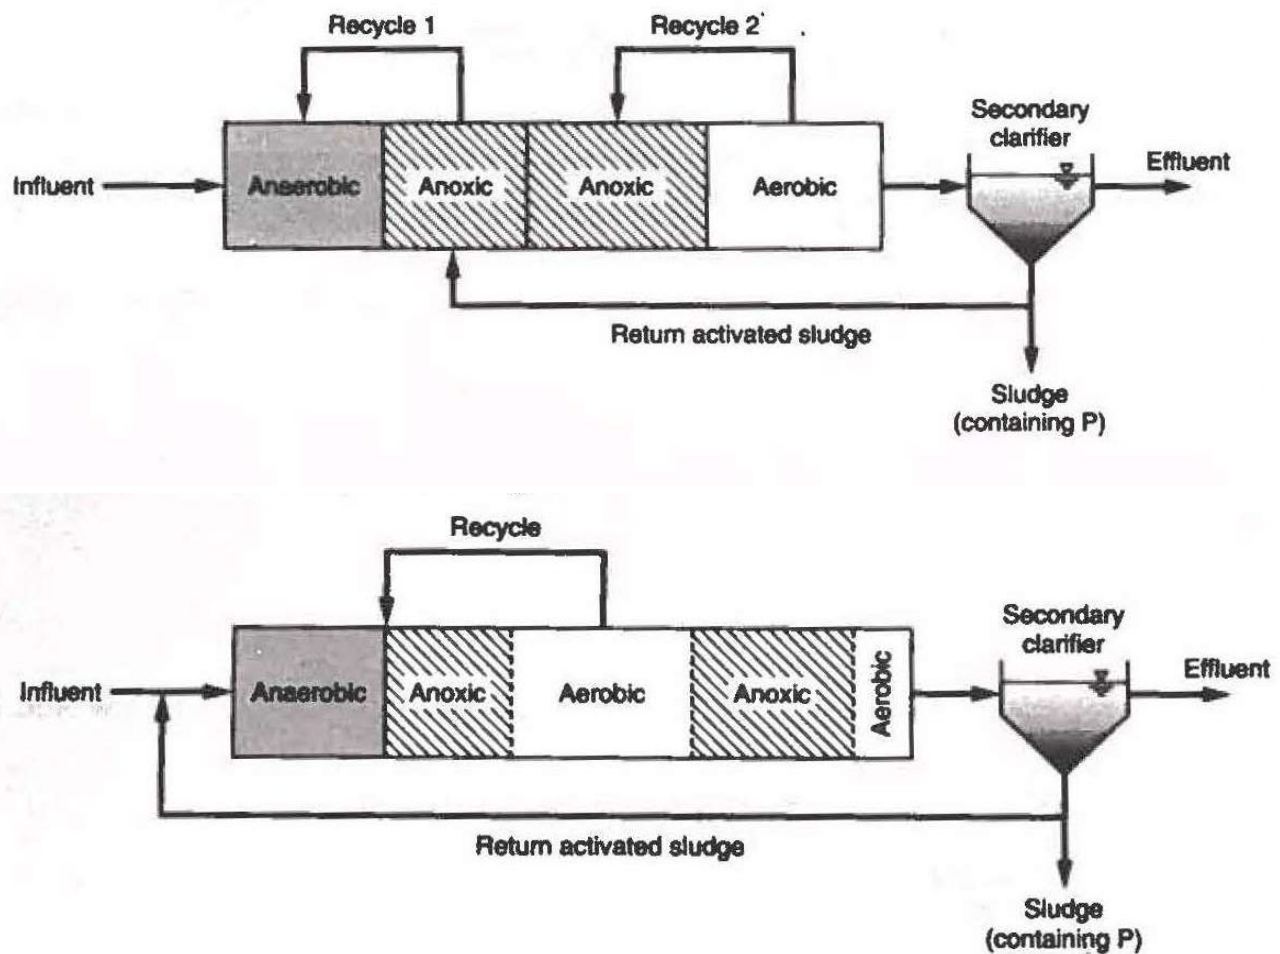 Recycle 1
Recycle 2
Secondary
clarifier
Effluent
Influent
Anaerobic
Anoxic
Anoxic
Aerobic
Return activated sludge
Sludge
(containing P)
Recycle
Secondary
clarifier
Effluent
Influent
Anaerobic
Anoxic
Aerobic
Anoxic
Aerobic
Return activated sludge
Sludge
(containing P)